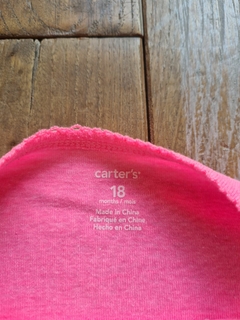 carter's®
18
months / mois
Made in China
Fabriqué en Chine
Hecho en China